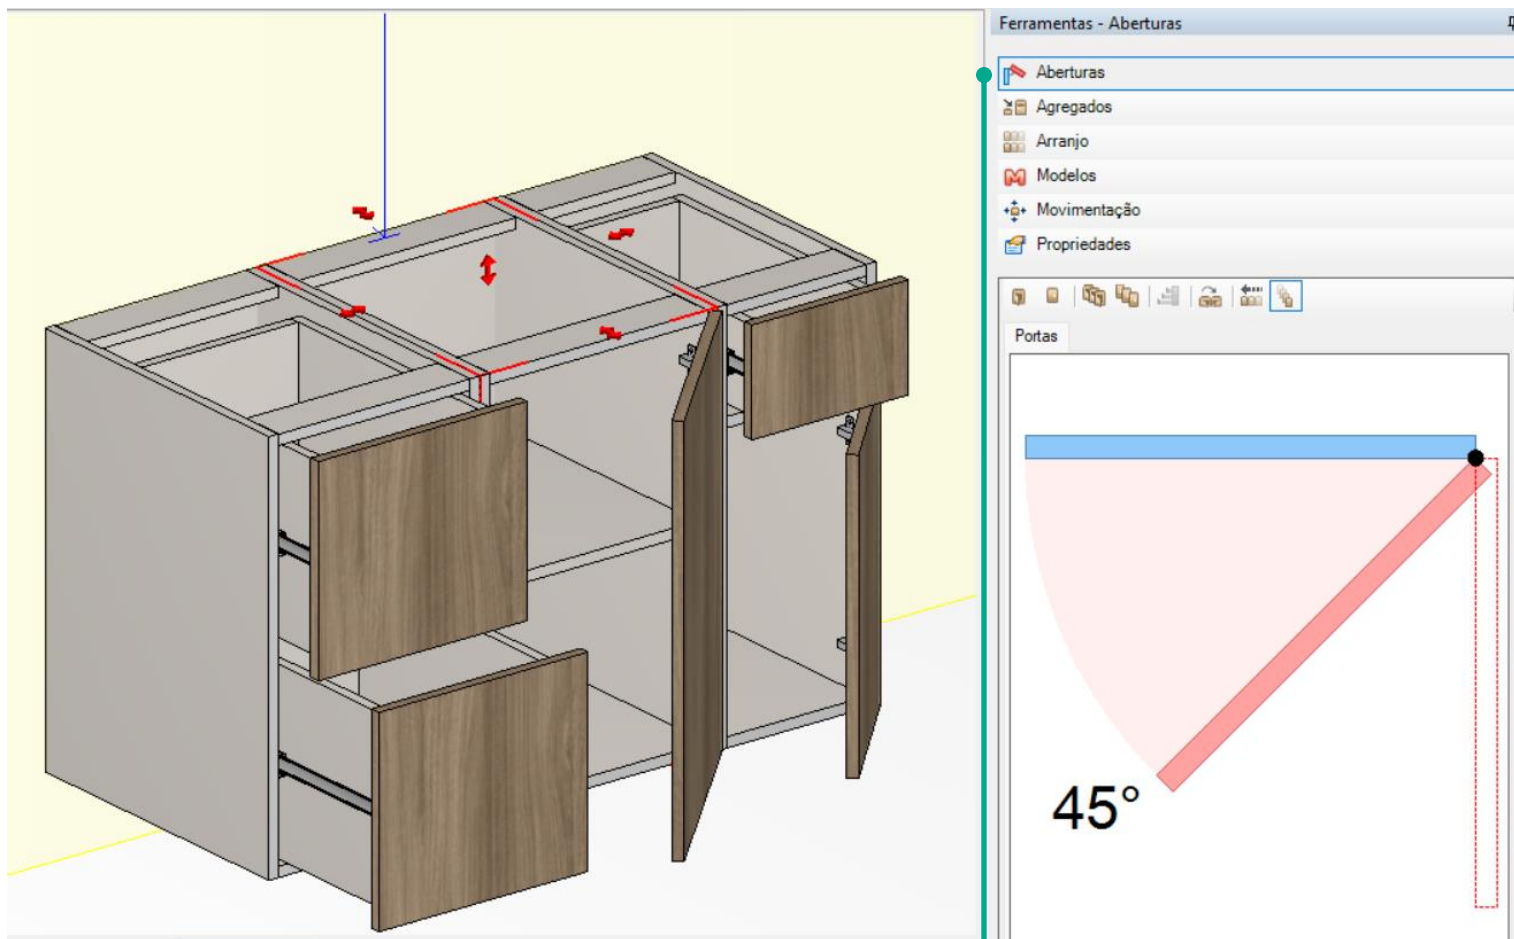 Ferramentas - Aberturas
Aberturas
Agregados
Arranjo
Modelos
Movimentação
Propriedades
Portas
45°